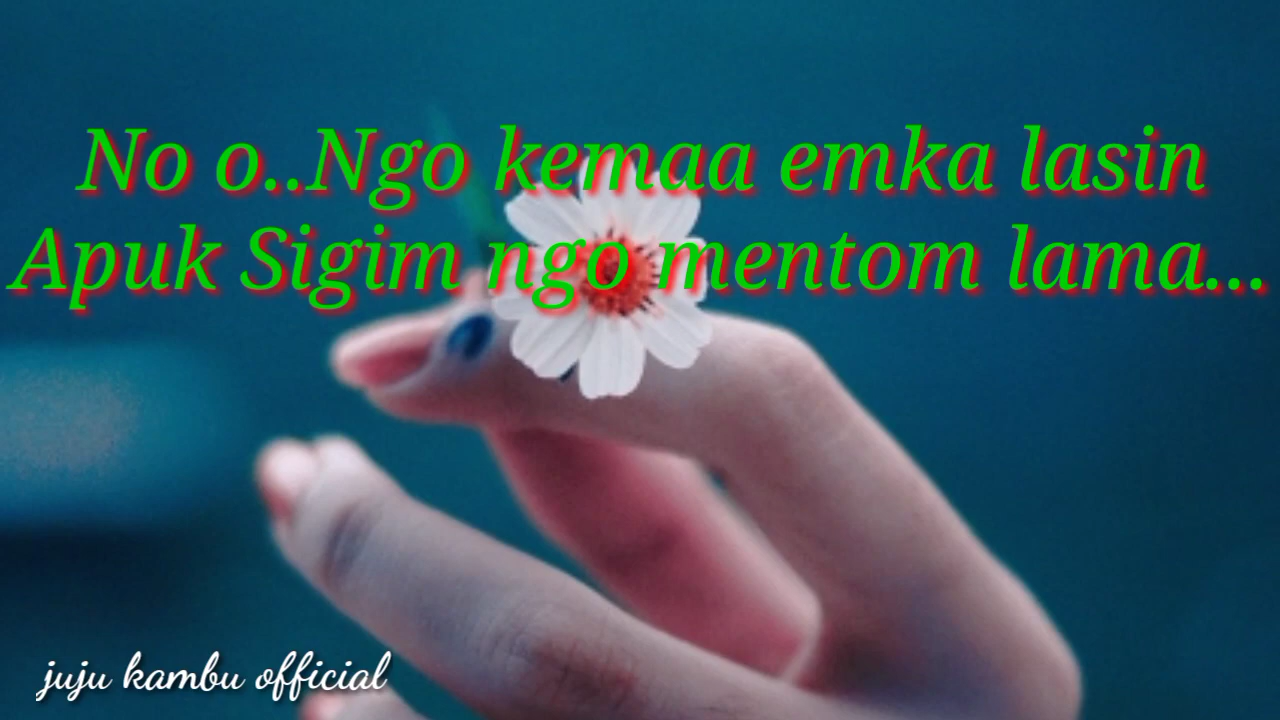 No o..Ngo kemaa emka lasin
Apuk Sigim ngo mentom lama...
juju kambu official